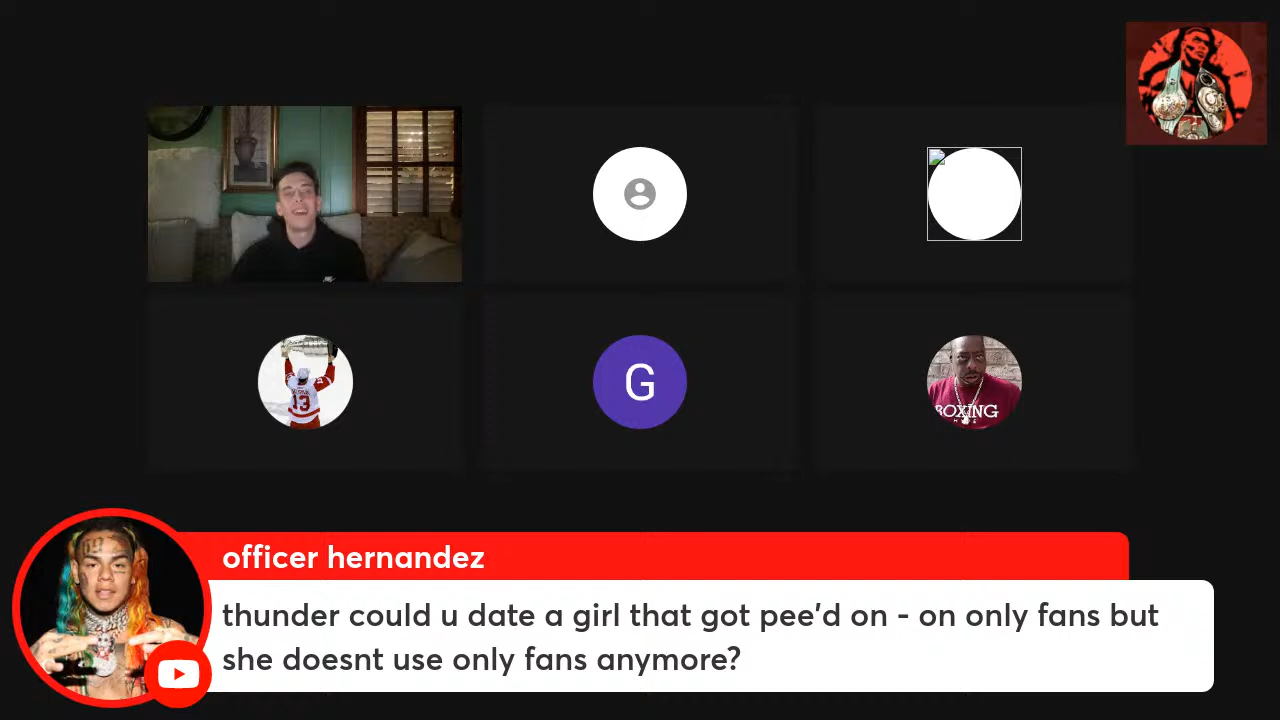 13
G
BOXING
officer hernandez
thunder could u date a girl that got pee'd on - on only fans but
she doesnt use only fans anymore?